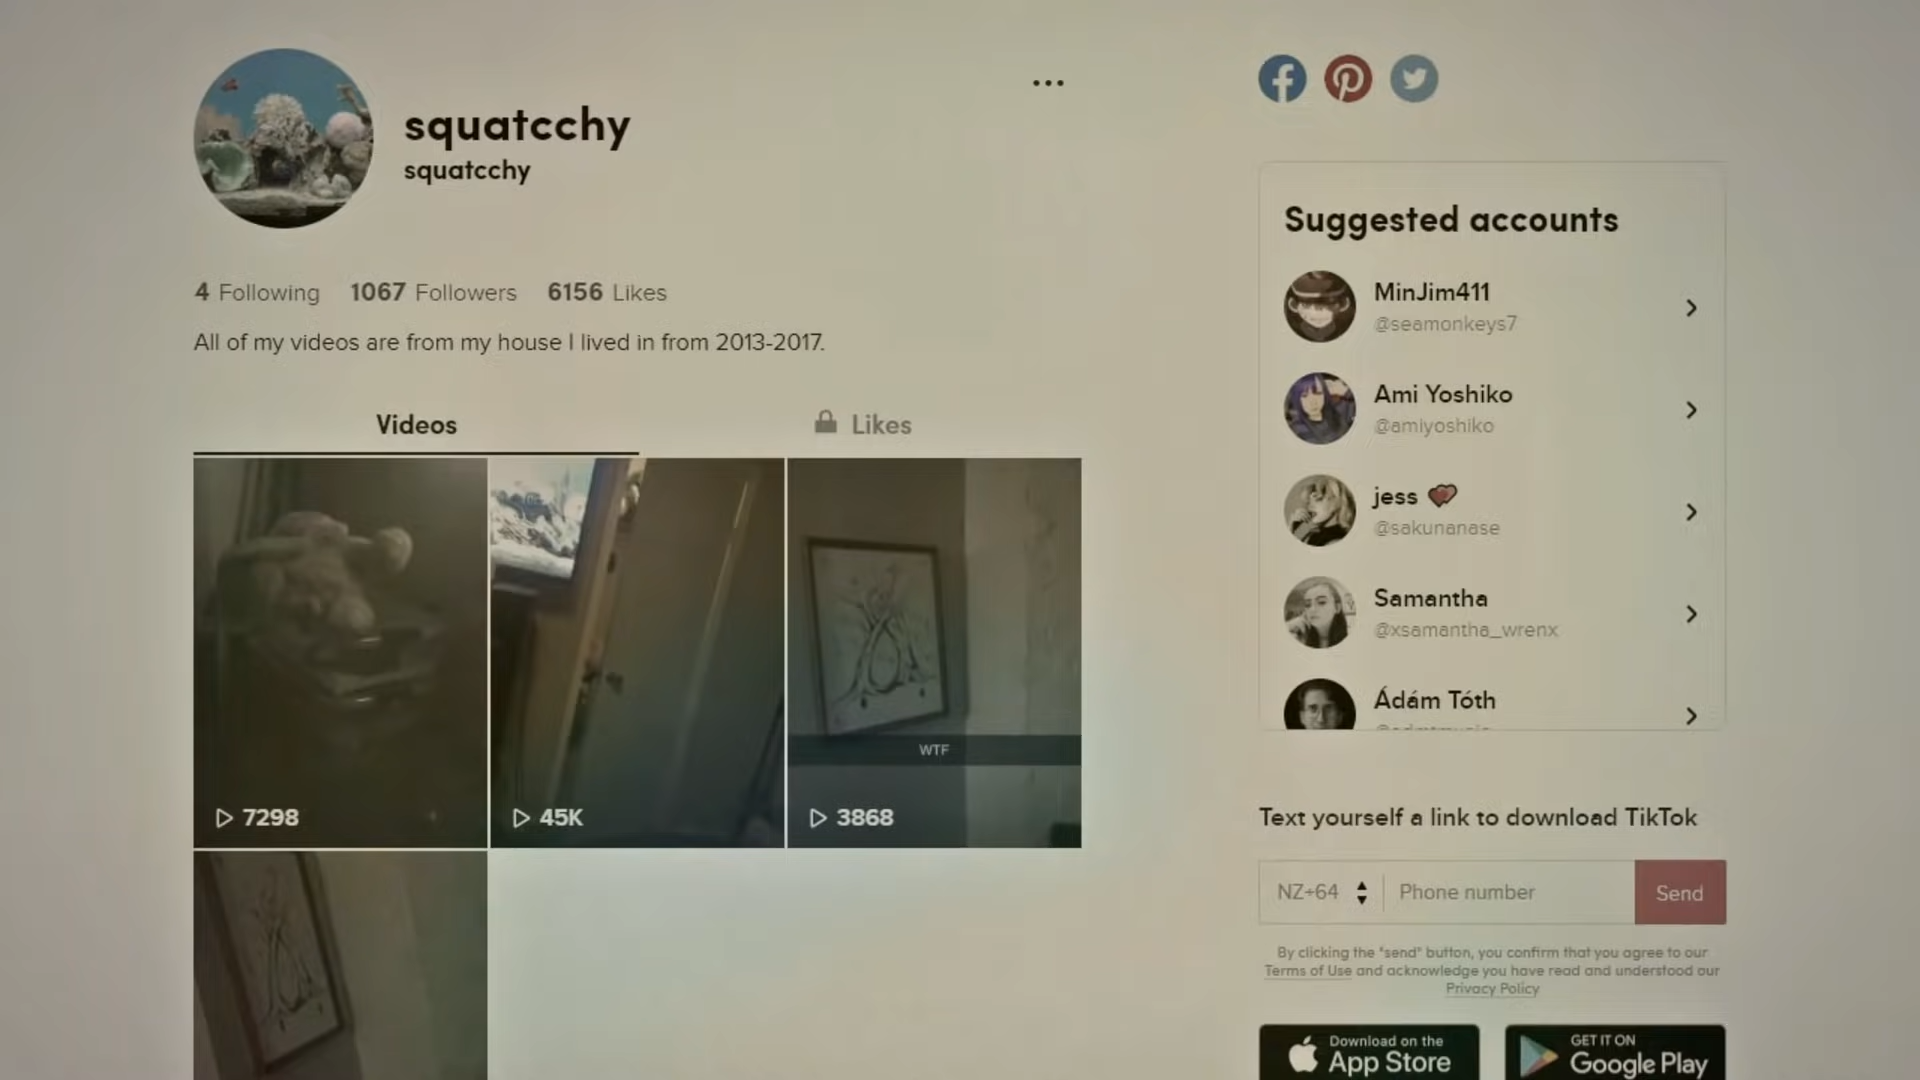 squatcchy
squatcchy
4 Following 1067 Followers 6156 Likes
All of my videos are from my house I lived in from 2013-2017.
Videos
Likes
7298
45K
WTF
3868
Suggested accounts
MinJim411
@seamonkeys7
Ami Yoshiko
@amiyoshiko
jess
@sakunanase
Samantha
@xsamantha_wrenx
Ádám Tóth
Text yourself a link to download TikTok
NZ+64 Phone number Send
By clicking the "send" button, you confirm that you agree to our
Terms of Use and acknowledge you have read and understood our
Privacy Policy
Download on the
App Store
GET IT ON
Google Play